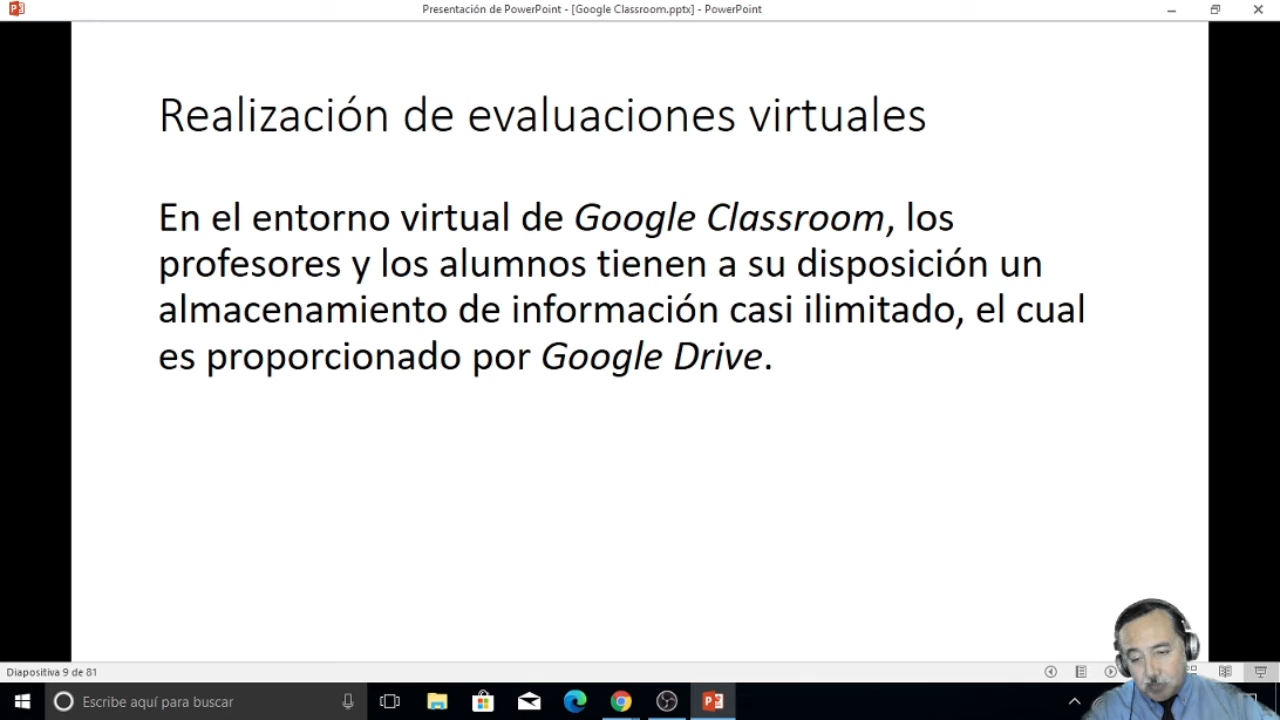 Presentación de PowerPoint - [Google Classroom.pptx] - PowerPoint
Realización de evaluaciones virtuales
En el entorno virtual de Google Classroom, los
profesores y los alumnos tienen a su disposición un
almacenamiento de información casi ilimitado, el cual
es proporcionado por Google Drive.
Diapositiva 9 de 81
Escribe aquí para buscar